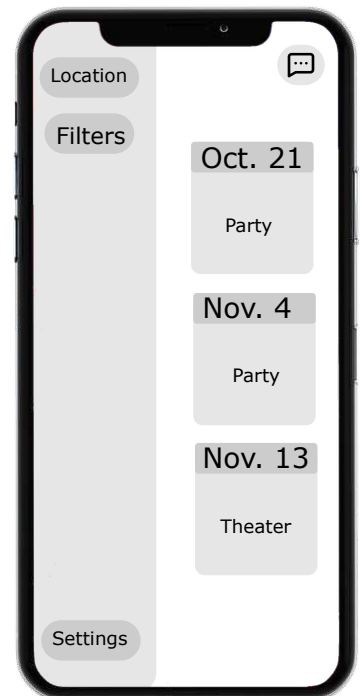 Location
Filters
Oct. 21
Party
Nov. 4
Party
Nov. 13
Theater
Settings